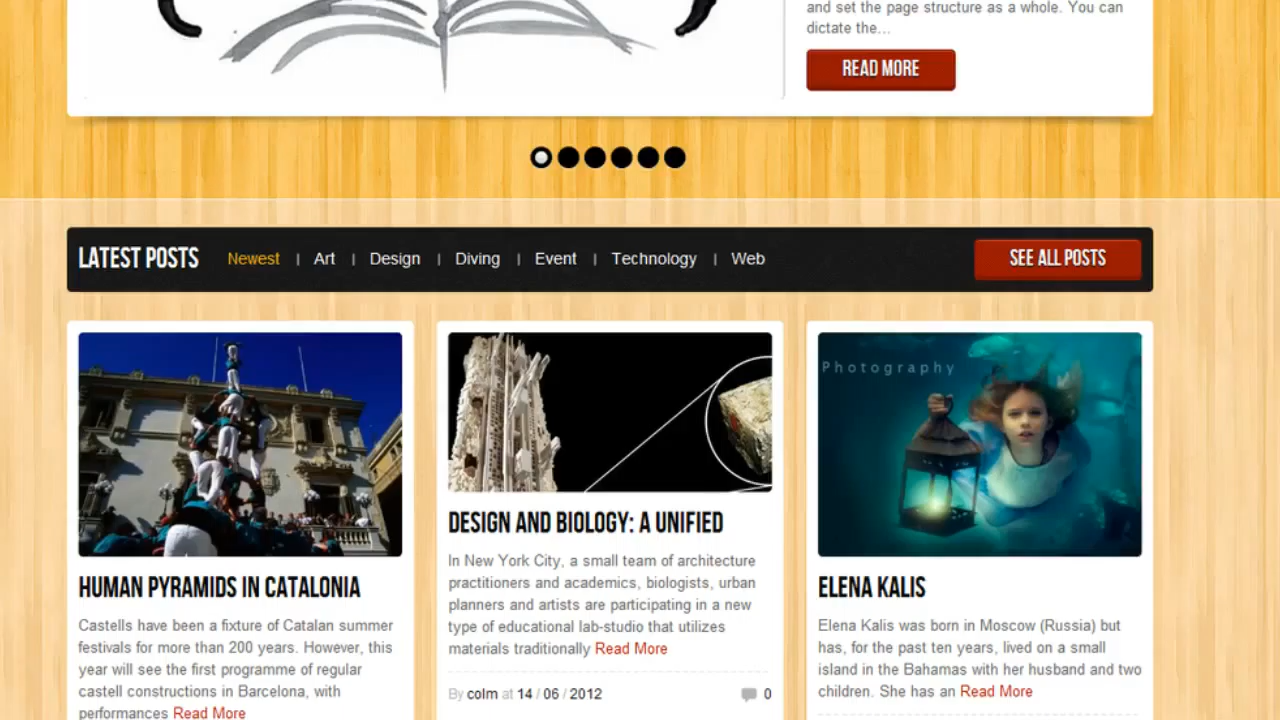 and set the page structure as a whole. You can
dictate the...
READ MORE
LATEST POSTS Newest | Art | Design | Diving | Event | Technology | Web SEE ALL POSTS
HUMAN PYRAMIDS IN CATALONIA
Castells have been a fixture of Catalan summer
festivals for more than 200 years. However, this
year will see the first programme of regular
castell constructions in Barcelona, with
performances Read More
DESIGN AND BIOLOGY: A UNIFIED
In New York City, a small team of architecture
practitioners and academics, biologists, urban
planners and artists are participating in a new
type of educational lab-studio that utilizes
materials traditionally Read More
By colm at 14 / 06 / 2012 0
Photography
ELENA KALIS
Elena Kalis was born in Moscow (Russia) but
has, for the past ten years, lived on a small
island in the Bahamas with her husband and two
children. She has an Read More